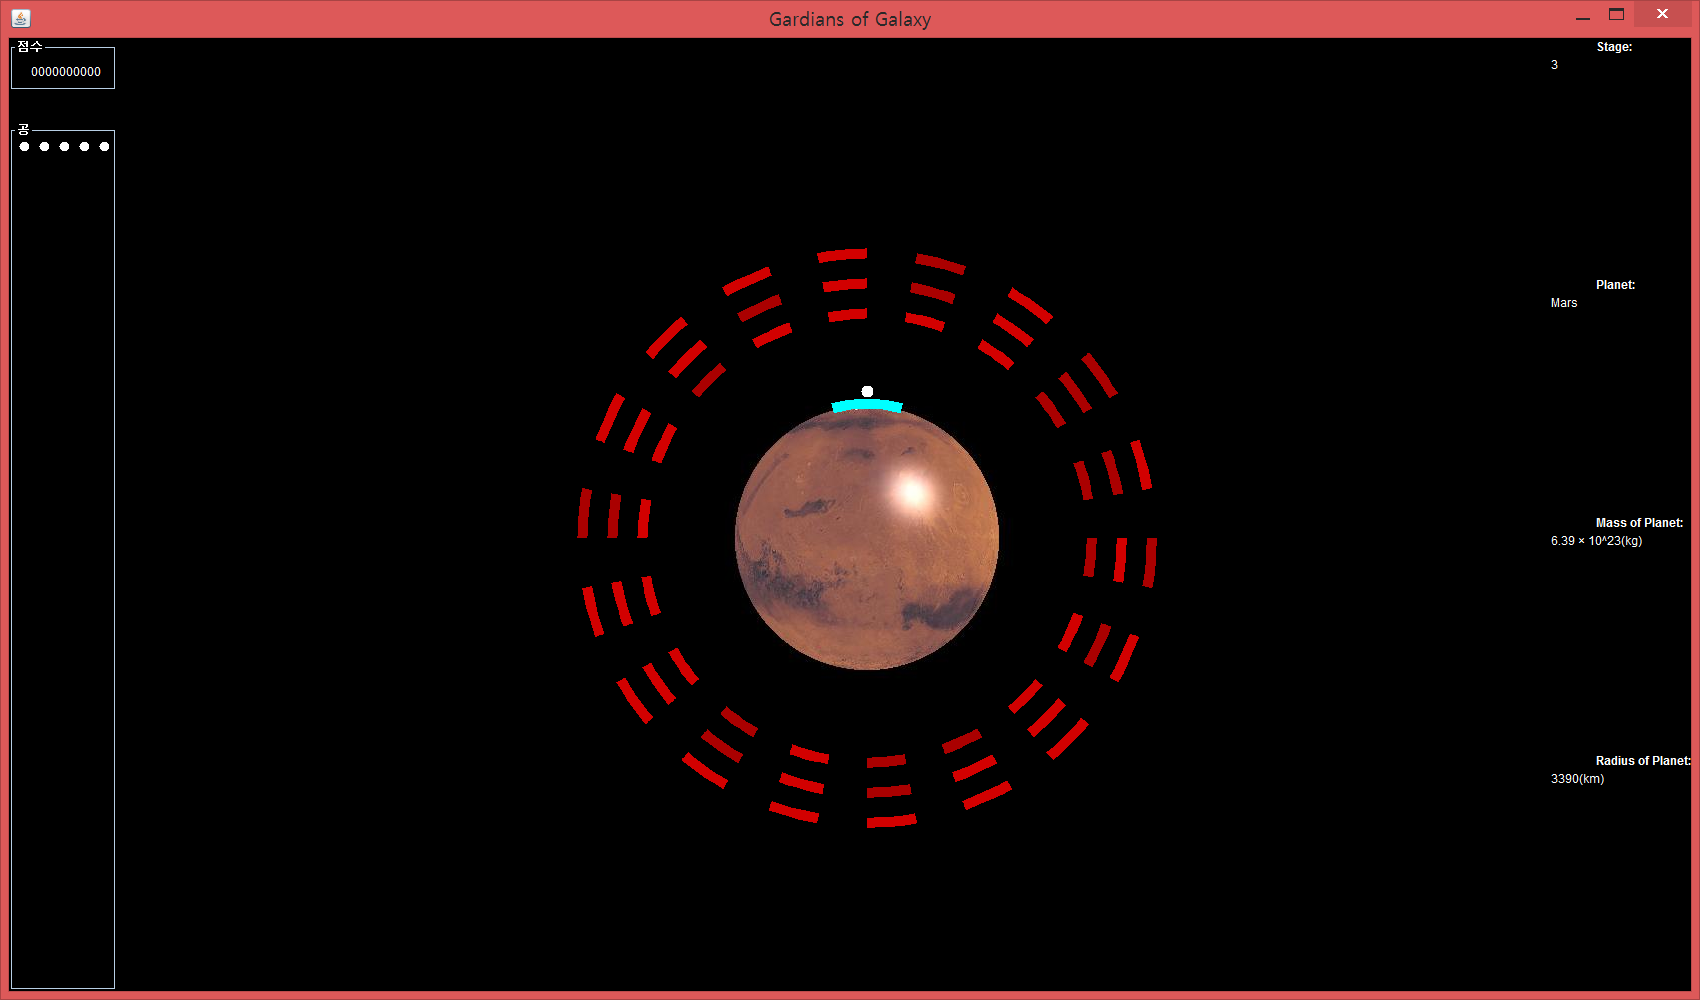 Gardians of Galaxy
점수
0000000000
공
Stage:
3
Planet:
Mars
Mass of Planet:
6.39 × 10^23(kg)
Radius of Planet:
3390(km)